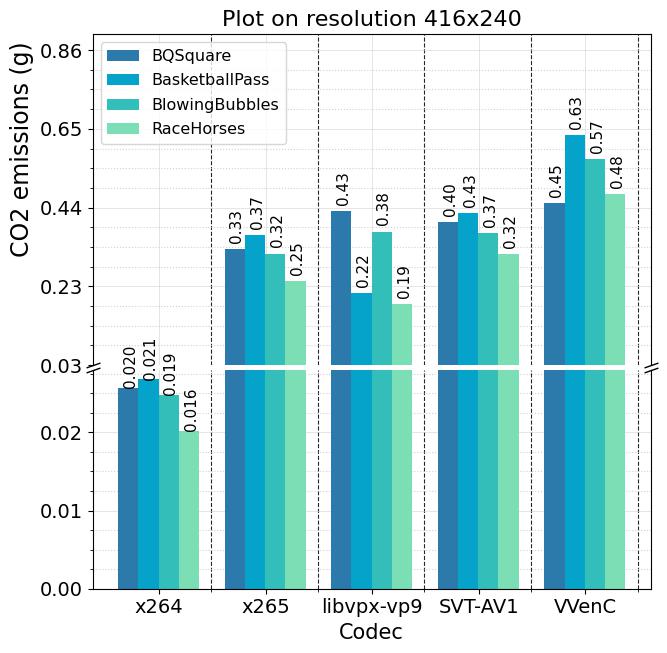 Plot on resolution 416x240
CO2 emissions (g)
0.86
0.65
0.44
0.23
0.03
0.02
0.01
0.00
BQSquare
BasketballPass
BlowingBubbles
RaceHorses
0.020
0.021
0.019
0.016
0.33
0.37
0.32
0.25
0.43
0.22
0.38
0.19
0.40
0.43
0.37
0.32
0.45
0.63
0.57
0.48
x264
x265
libvpx-vp9
SVT-AV1
VVenC
Codec